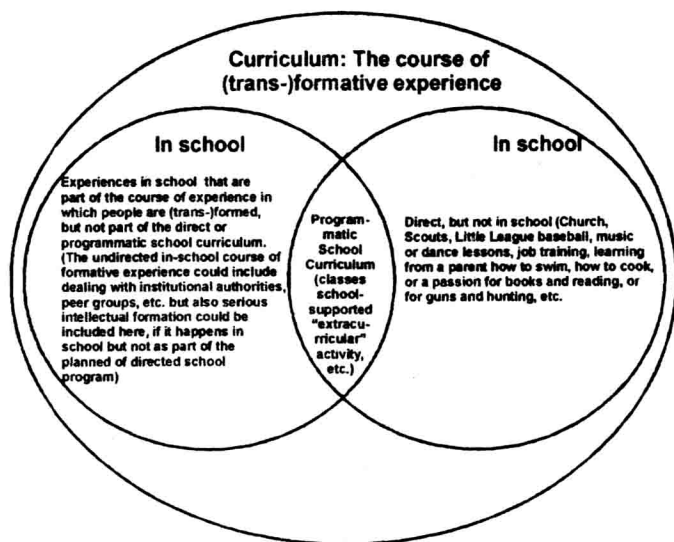 Curriculum: The course of
(trans-)formative experience
In school
Experiences in school that are
part of the course of experience in
which people are (trans-)formed,
but not part of the direct or
programmatic school curriculum.
(The undirected in-school course of
formative experience could include
dealing with institutional authorities,
peer groups, etc. but also serious
intellectual formation could be
included here, if it happens in
school but not as part of the
planned of directed school
program)
Program-
matic
School
Curriculum
(classes
school-
supported
"extracu-
rricular"
activity,
etc.)
In school
Direct, but not in school (Church,
Scouts, Little League baseball, music
or dance lessons, job training, learning
from a parent how to swim, how to cook,
or a passion for books and reading, or
for guns and hunting, etc.